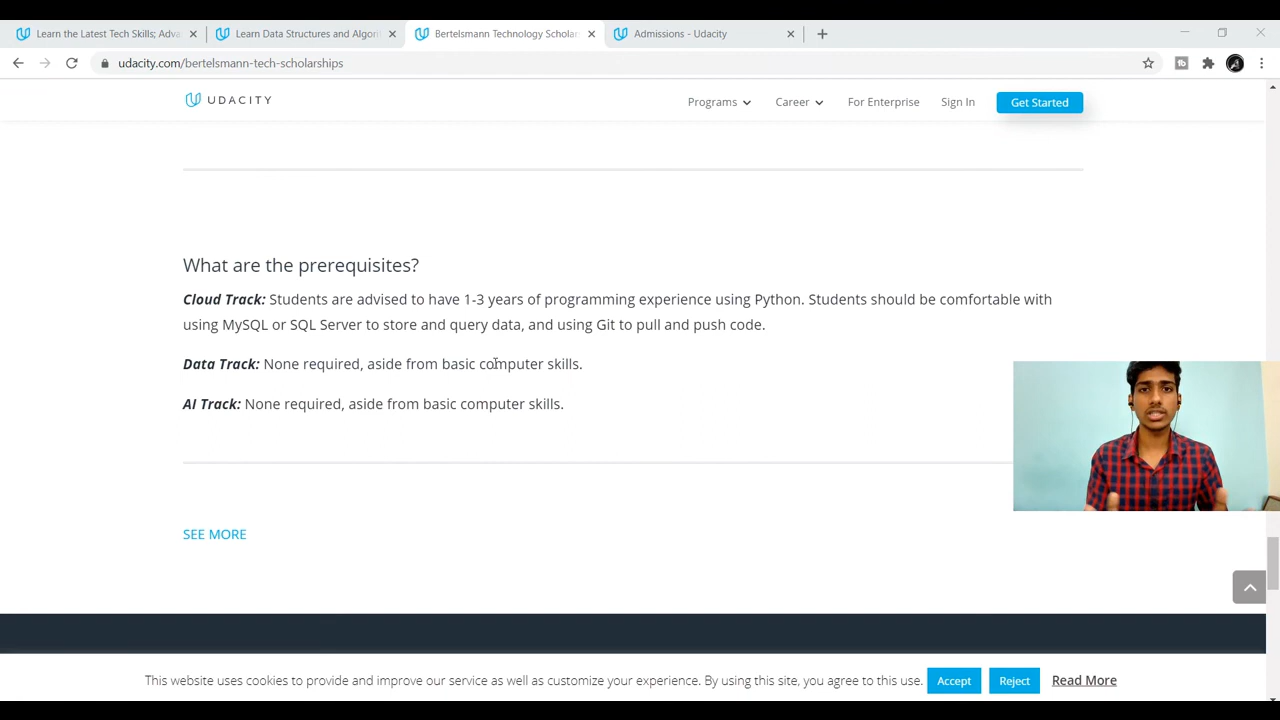 Learn the Latest Tech Skills; Adva
Learn Data Structures and Algori
Bertelsmann Technology Scholar
Admissions - Udacity
udacity.com/bertelsmann-tech-scholarships
UDACITY
Programs
Career
For Enterprise
Sign In
Get Started
What are the prerequisites?
Cloud Track: Students are advised to have 1-3 years of programming experience using Python. Students should be comfortable with
using MySQL or SQL Server to store and query data, and using Git to pull and push code.
Data Track: None required, aside from basic computer skills.
AI Track: None required, aside from basic computer skills.
SEE MORE
This website uses cookies to provide and improve our service as well as customize your experience. By using this site, you agree to this use.
Accept
Reject
Read More